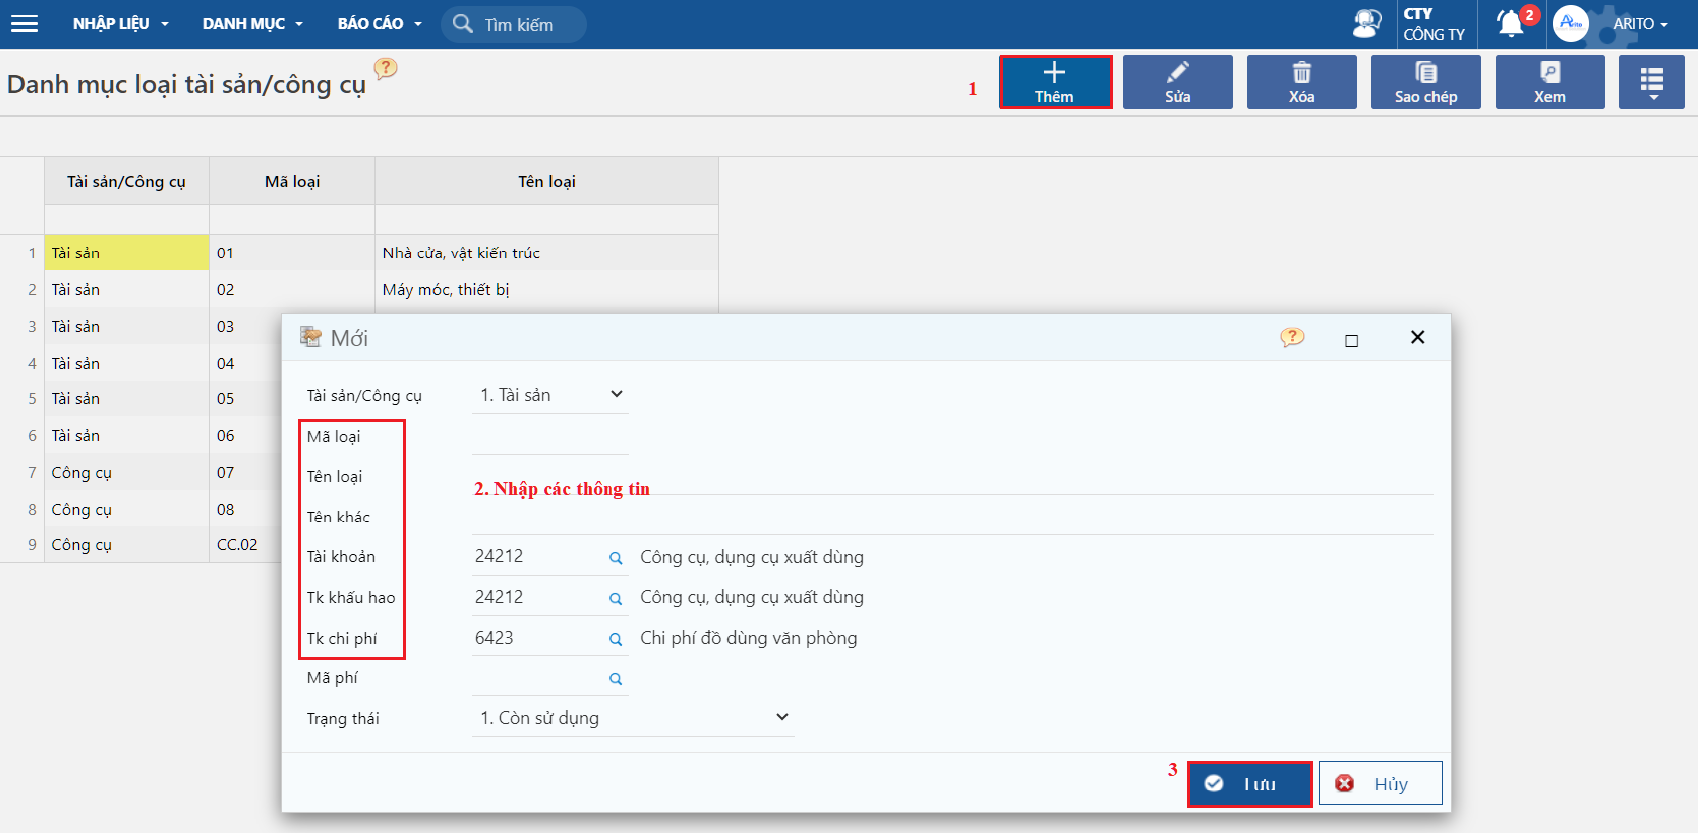 NHẬP LIỆU DANH MỤC BÁO CÁO Tìm kiếm CTY CÔNG TY 2 Arito ARITO
Danh mục loại tài sản/công cụ ?
1 Thêm Sửa Xóa Sao chép Xem
Tài sản/Công cụ Mã loại Tên loại
1 Tài sản 01 Nhà cửa, vật kiến trúc
2 Tài sản 02 Máy móc, thiết bị
3 Tài sản 03
4 Tài sản 04
5 Tài sản 05
6 Tài sản 06
7 Công cụ 07
8 Công cụ 08
9 Công cụ CC.02
Mới ?
Tài sản/Công cụ 1. Tài sản
Mã loại
Tên loại
2. Nhập các thông tin
Tên khác
Tài khoản 24212 Công cụ, dụng cụ xuất dùng
Tk khấu hao 24212 Công cụ, dụng cụ xuất dùng
Tk chi phí 6423 Chi phí đồ dùng văn phòng
Mã phí
Trạng thái 1. Còn sử dụng
3 Lưu Hủy